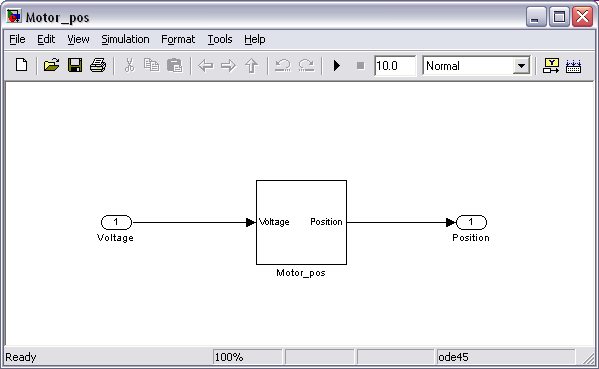 Motor_pos
File Edit View Simulation Format Tools Help
10.0 Normal
1 Voltage Position 1
Voltage Position
Motor_pos
Ready 100% ode45